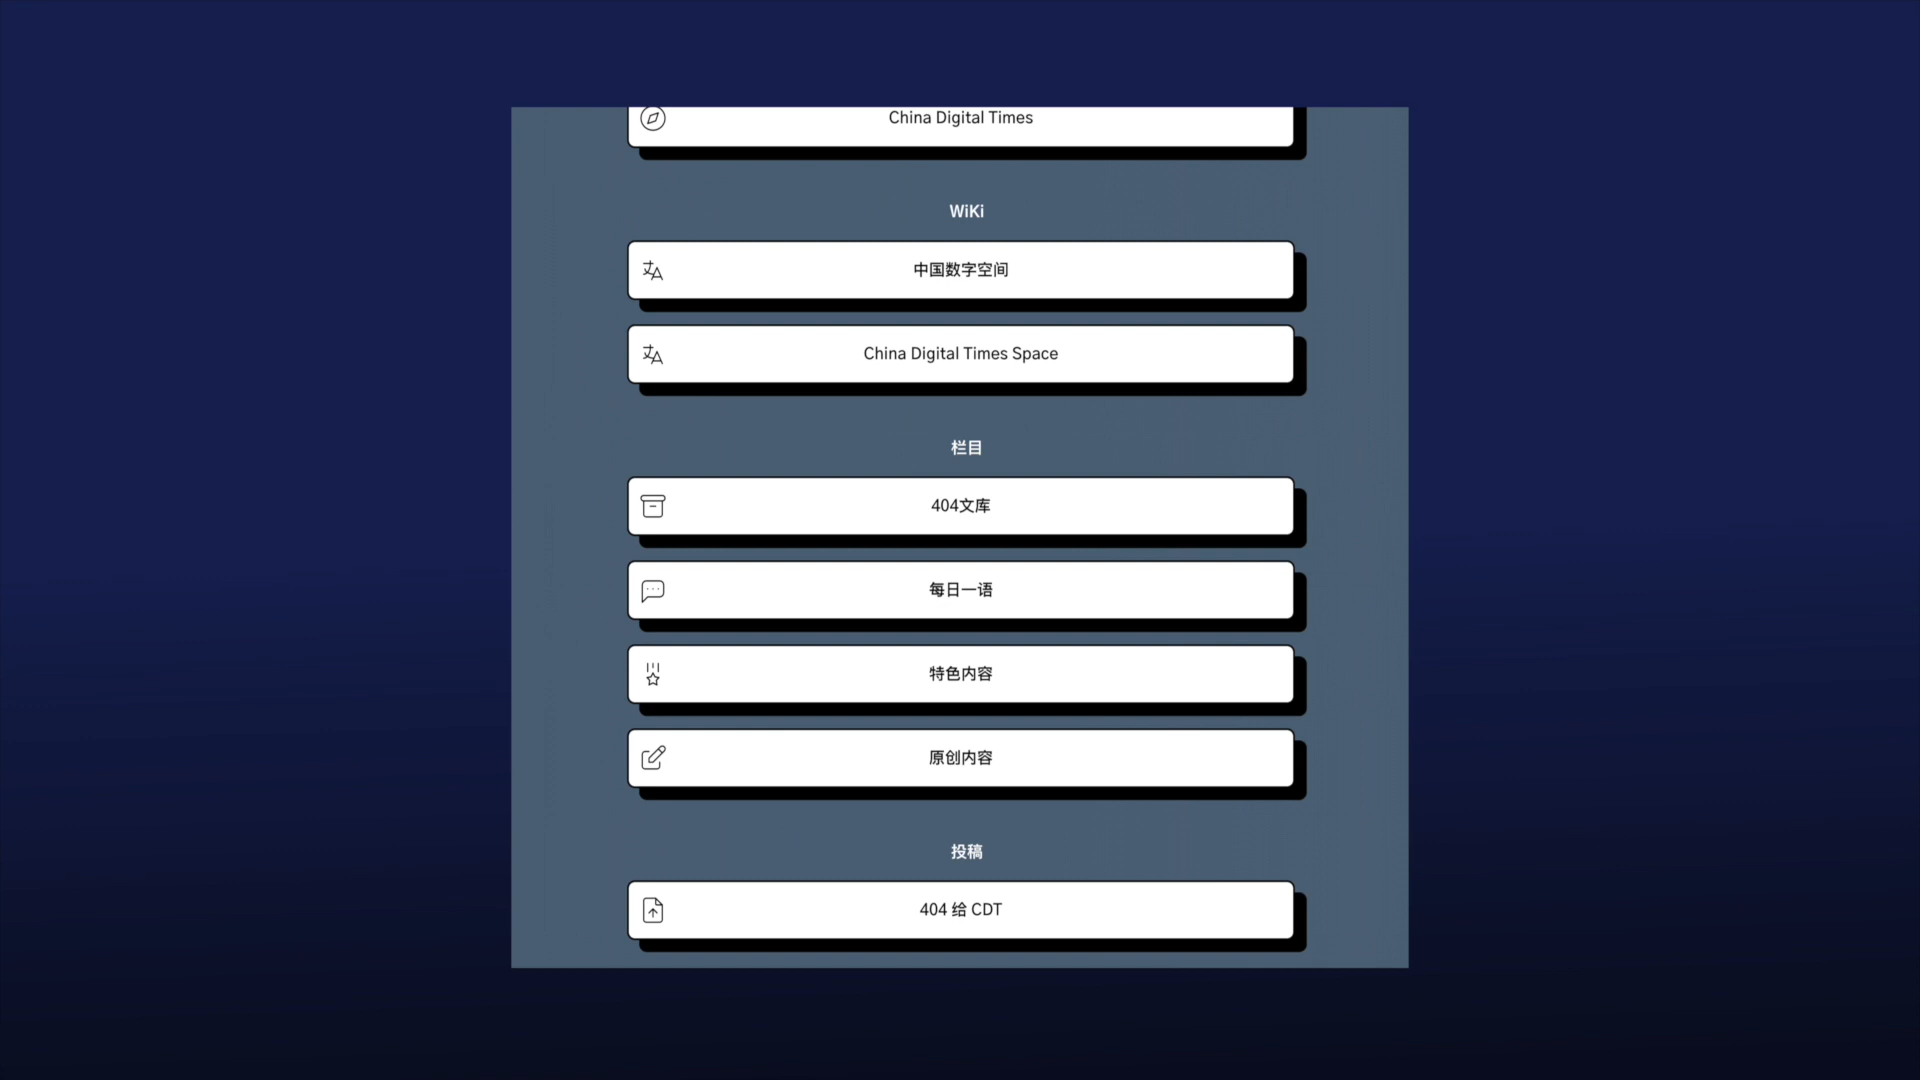 China Digital Times
WiKi
中国数字空间
China Digital Times Space
栏目
404文库
每日一语
特色内容
原创内容
投稿
404 给 CDT